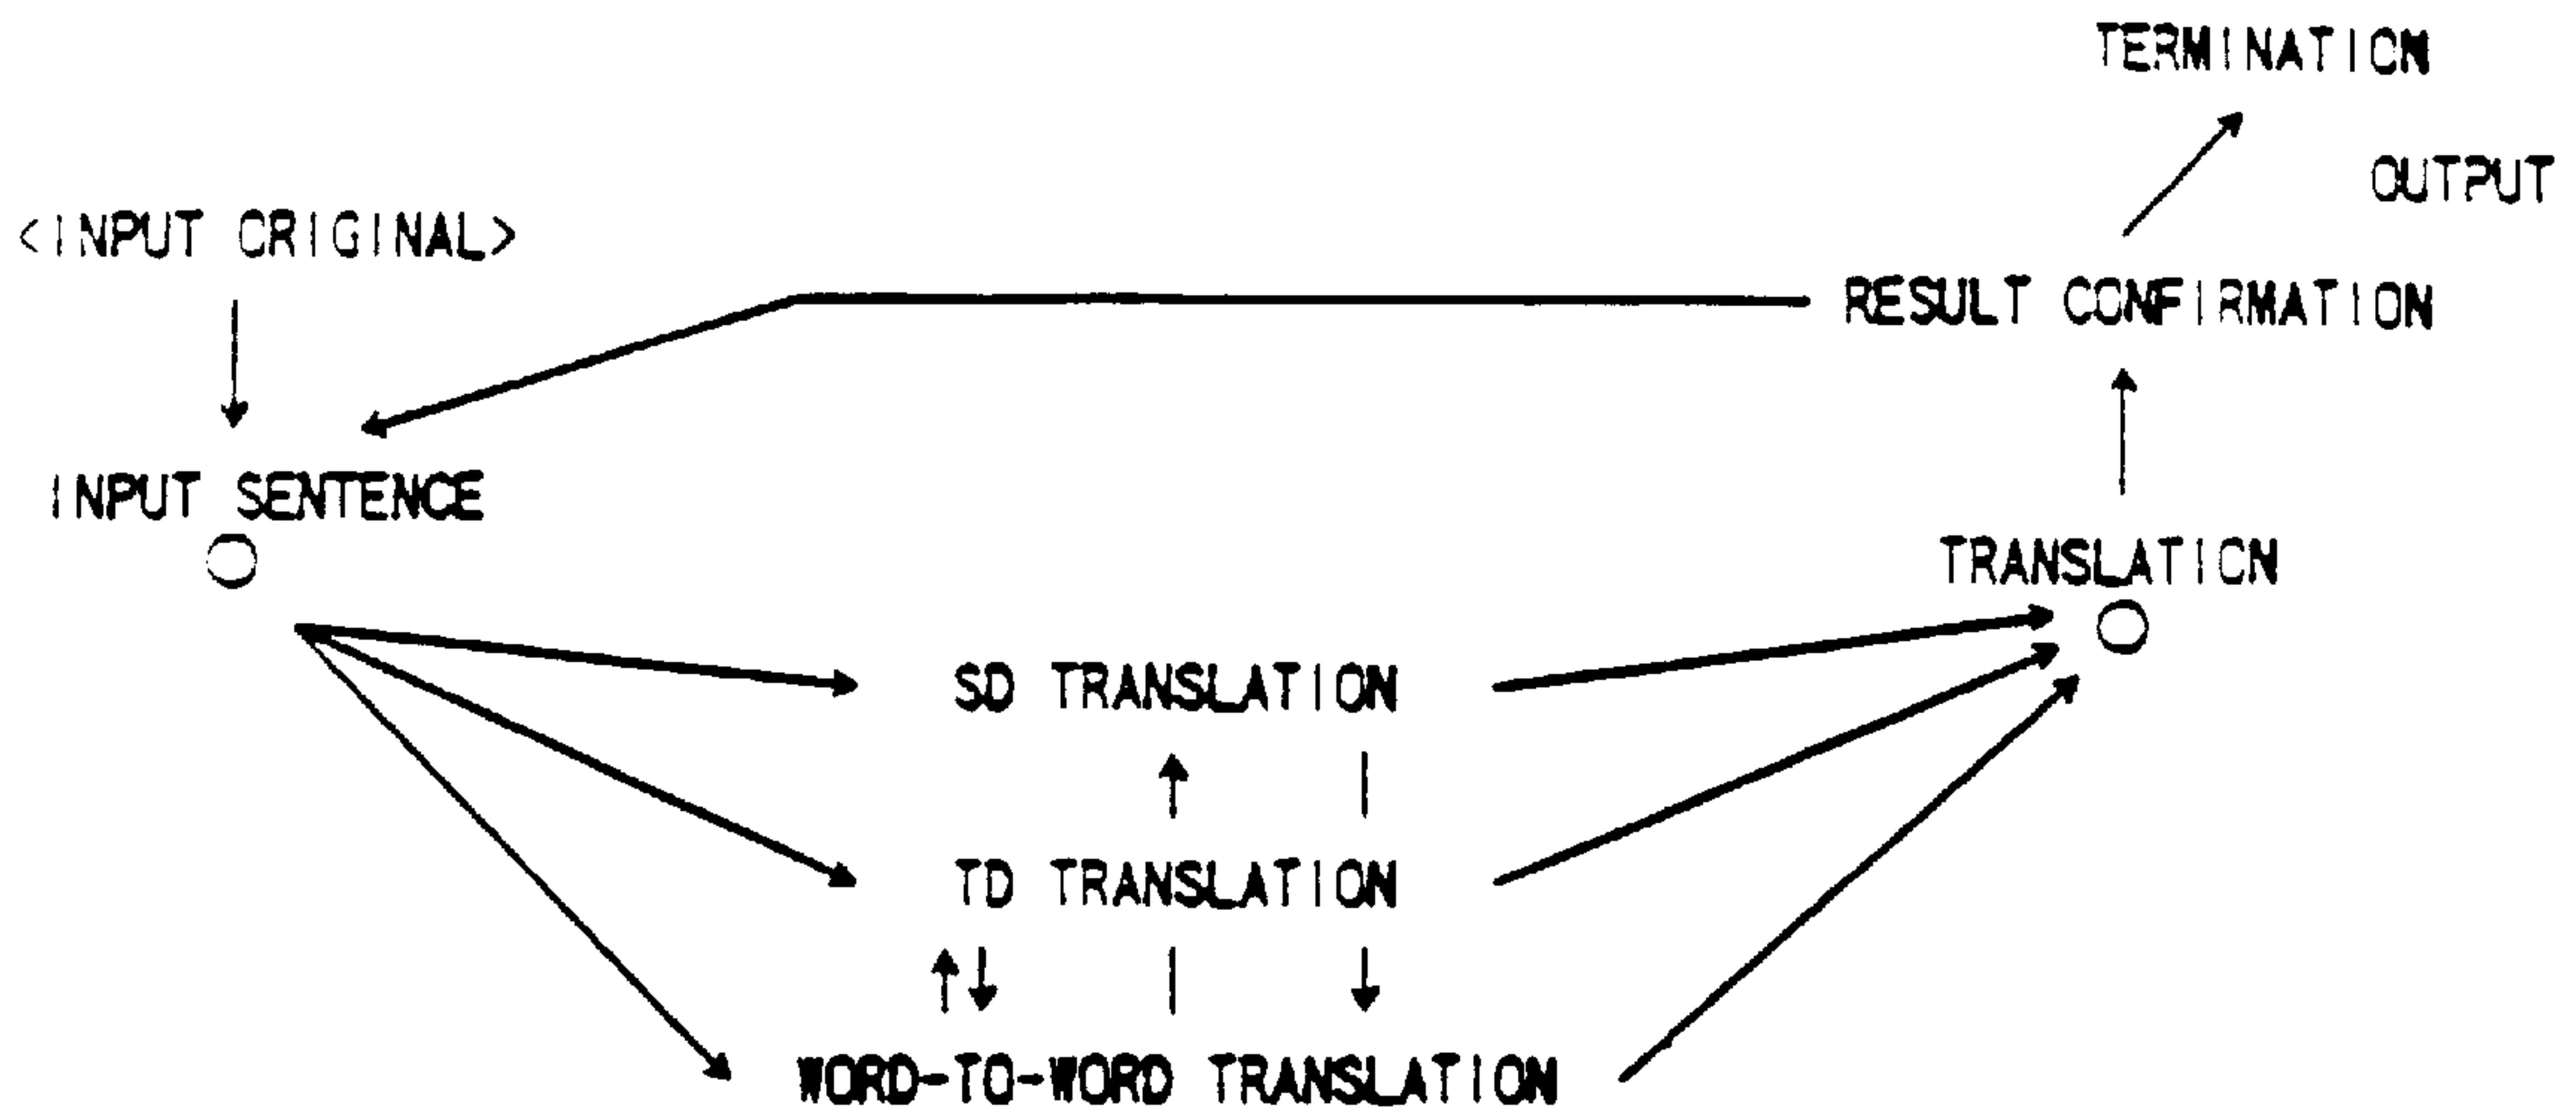 TERMINATION
OUTPUT
<INPUT ORIGINAL>
RESULT CONFIRMATION
INPUT SENTENCE
TRANSLATION
SD TRANSLATION
TD TRANSLATION
WORD-TO-WORD TRANSLATION